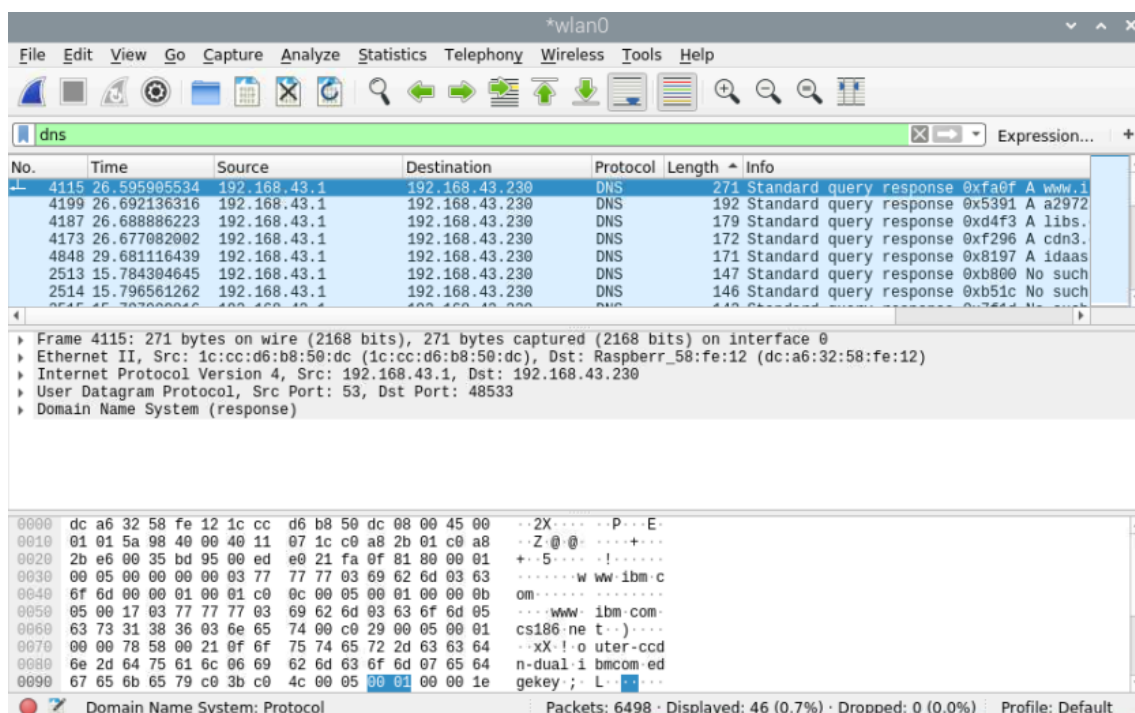 *wlan0
File Edit View Go Capture Analyze Statistics Telephony Wireless Tools Help
dns Expression... +
No. Time Source Destination Protocol Length Info
4115 26.595905534 192.168.43.1 192.168.43.230 DNS 271 Standard query response 0xfa0f A www.i
4199 26.692136316 192.168.43.1 192.168.43.230 DNS 192 Standard query response 0x5391 A a2972
4187 26.688886223 192.168.43.1 192.168.43.230 DNS 179 Standard query response 0xd4f3 A libs.
4173 26.677082002 192.168.43.1 192.168.43.230 DNS 172 Standard query response 0xf296 A cdn3.
4848 29.681116439 192.168.43.1 192.168.43.230 DNS 171 Standard query response 0x8197 A idaas
2513 15.784304645 192.168.43.1 192.168.43.230 DNS 147 Standard query response 0xb800 No such
2514 15.796561262 192.168.43.1 192.168.43.230 DNS 146 Standard query response 0xb51c No such
Frame 4115: 271 bytes on wire (2168 bits), 271 bytes captured (2168 bits) on interface 0
Ethernet II, Src: 1c:cc:d6:b8:50:dc (1c:cc:d6:b8:50:dc), Dst: Raspberr_58:fe:12 (dc:a6:32:58:fe:12)
Internet Protocol Version 4, Src: 192.168.43.1, Dst: 192.168.43.230
User Datagram Protocol, Src Port: 53, Dst Port: 48533
Domain Name System (response)
0000 dc a6 32 58 fe 12 1c cc d6 b8 50 dc 08 00 45 00 ··2X···· ··P···E·
0010 01 01 5a 98 40 00 40 11 07 1c c0 a8 2b 01 c0 a8 ··Z·@·@· ····+···
0020 2b e6 00 35 bd 95 00 ed e0 21 fa 0f 81 80 00 01 +··5···· ·!······
0030 00 05 00 00 00 00 03 77 77 77 03 69 62 6d 03 63 ·······w ww·ibm·c
0040 6f 6d 00 00 01 00 01 c0 0c 00 05 00 01 00 00 0b om······ ········
0050 05 00 17 03 77 77 77 03 69 62 6d 03 63 6f 6d 05 ····www· ibm·com·
0060 63 73 31 38 36 03 6e 65 74 00 c0 29 00 05 00 01 cs186·ne t··)····
0070 00 00 78 58 00 21 0f 6f 75 74 65 72 2d 63 63 64 ··xX·!·o uter-ccd
0080 6e 2d 64 75 61 6c 06 69 62 6d 63 6f 6d 07 65 64 n-dual·i bmcom·ed
0090 67 65 6b 65 79 c0 3b c0 4c 00 05 00 01 00 00 1e gekey·;· L·······
Domain Name System: Protocol Packets: 6498 · Displayed: 46 (0.7%) · Dropped: 0 (0.0%) Profile: Default